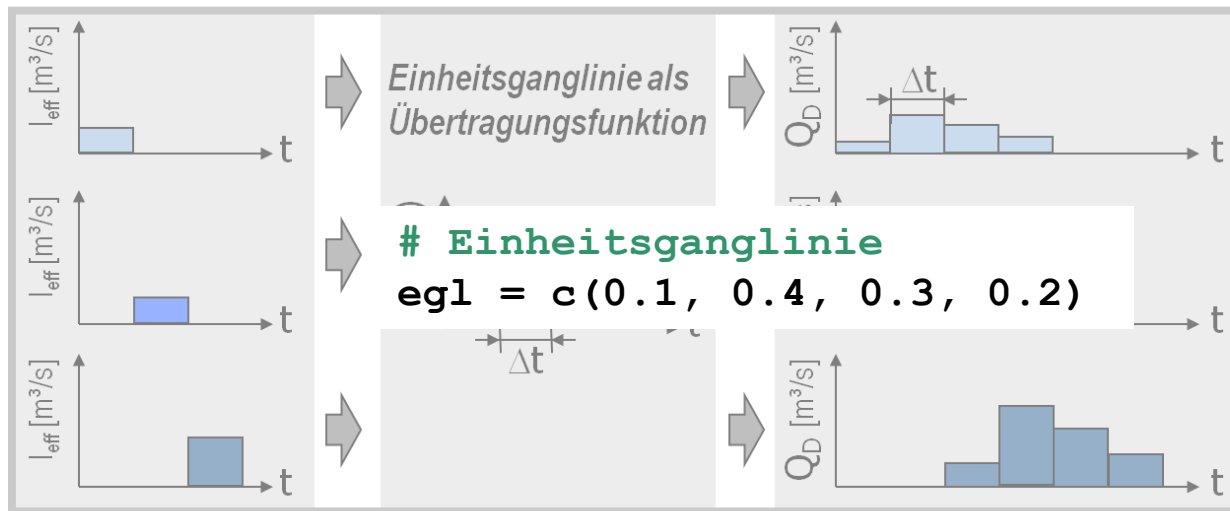 I_eff [m³/s]
t
Einheitsganglinie als
Übertragungsfunktion
Q_D [m³/s]
Δt
t
I_eff [m³/s]
t
# Einheitsganglinie
egl = c(0.1, 0.4, 0.3, 0.2)
t
Δt
I_eff [m³/s]
t
Q_D [m³/s]
t